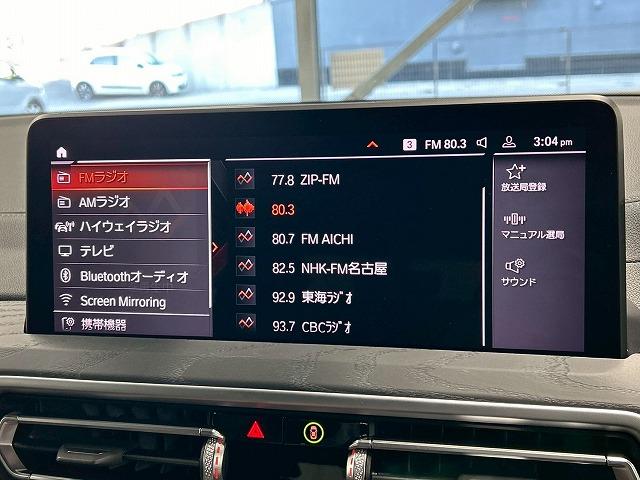 3 FM 80.3 3:04 pm
FMラジオ
AMラジオ
ハイウェイラジオ
テレビ
Bluetoothオーディオ
Screen Mirroring
携帯機器
77.8 ZIP-FM
80.3
80.7 FM AICHI
82.5 NHK-FM名古屋
92.9 東海ﾗｼﾞｵ
93.7 CBCﾗｼﾞｵ
放送局登録
マニュアル選局
サウンド